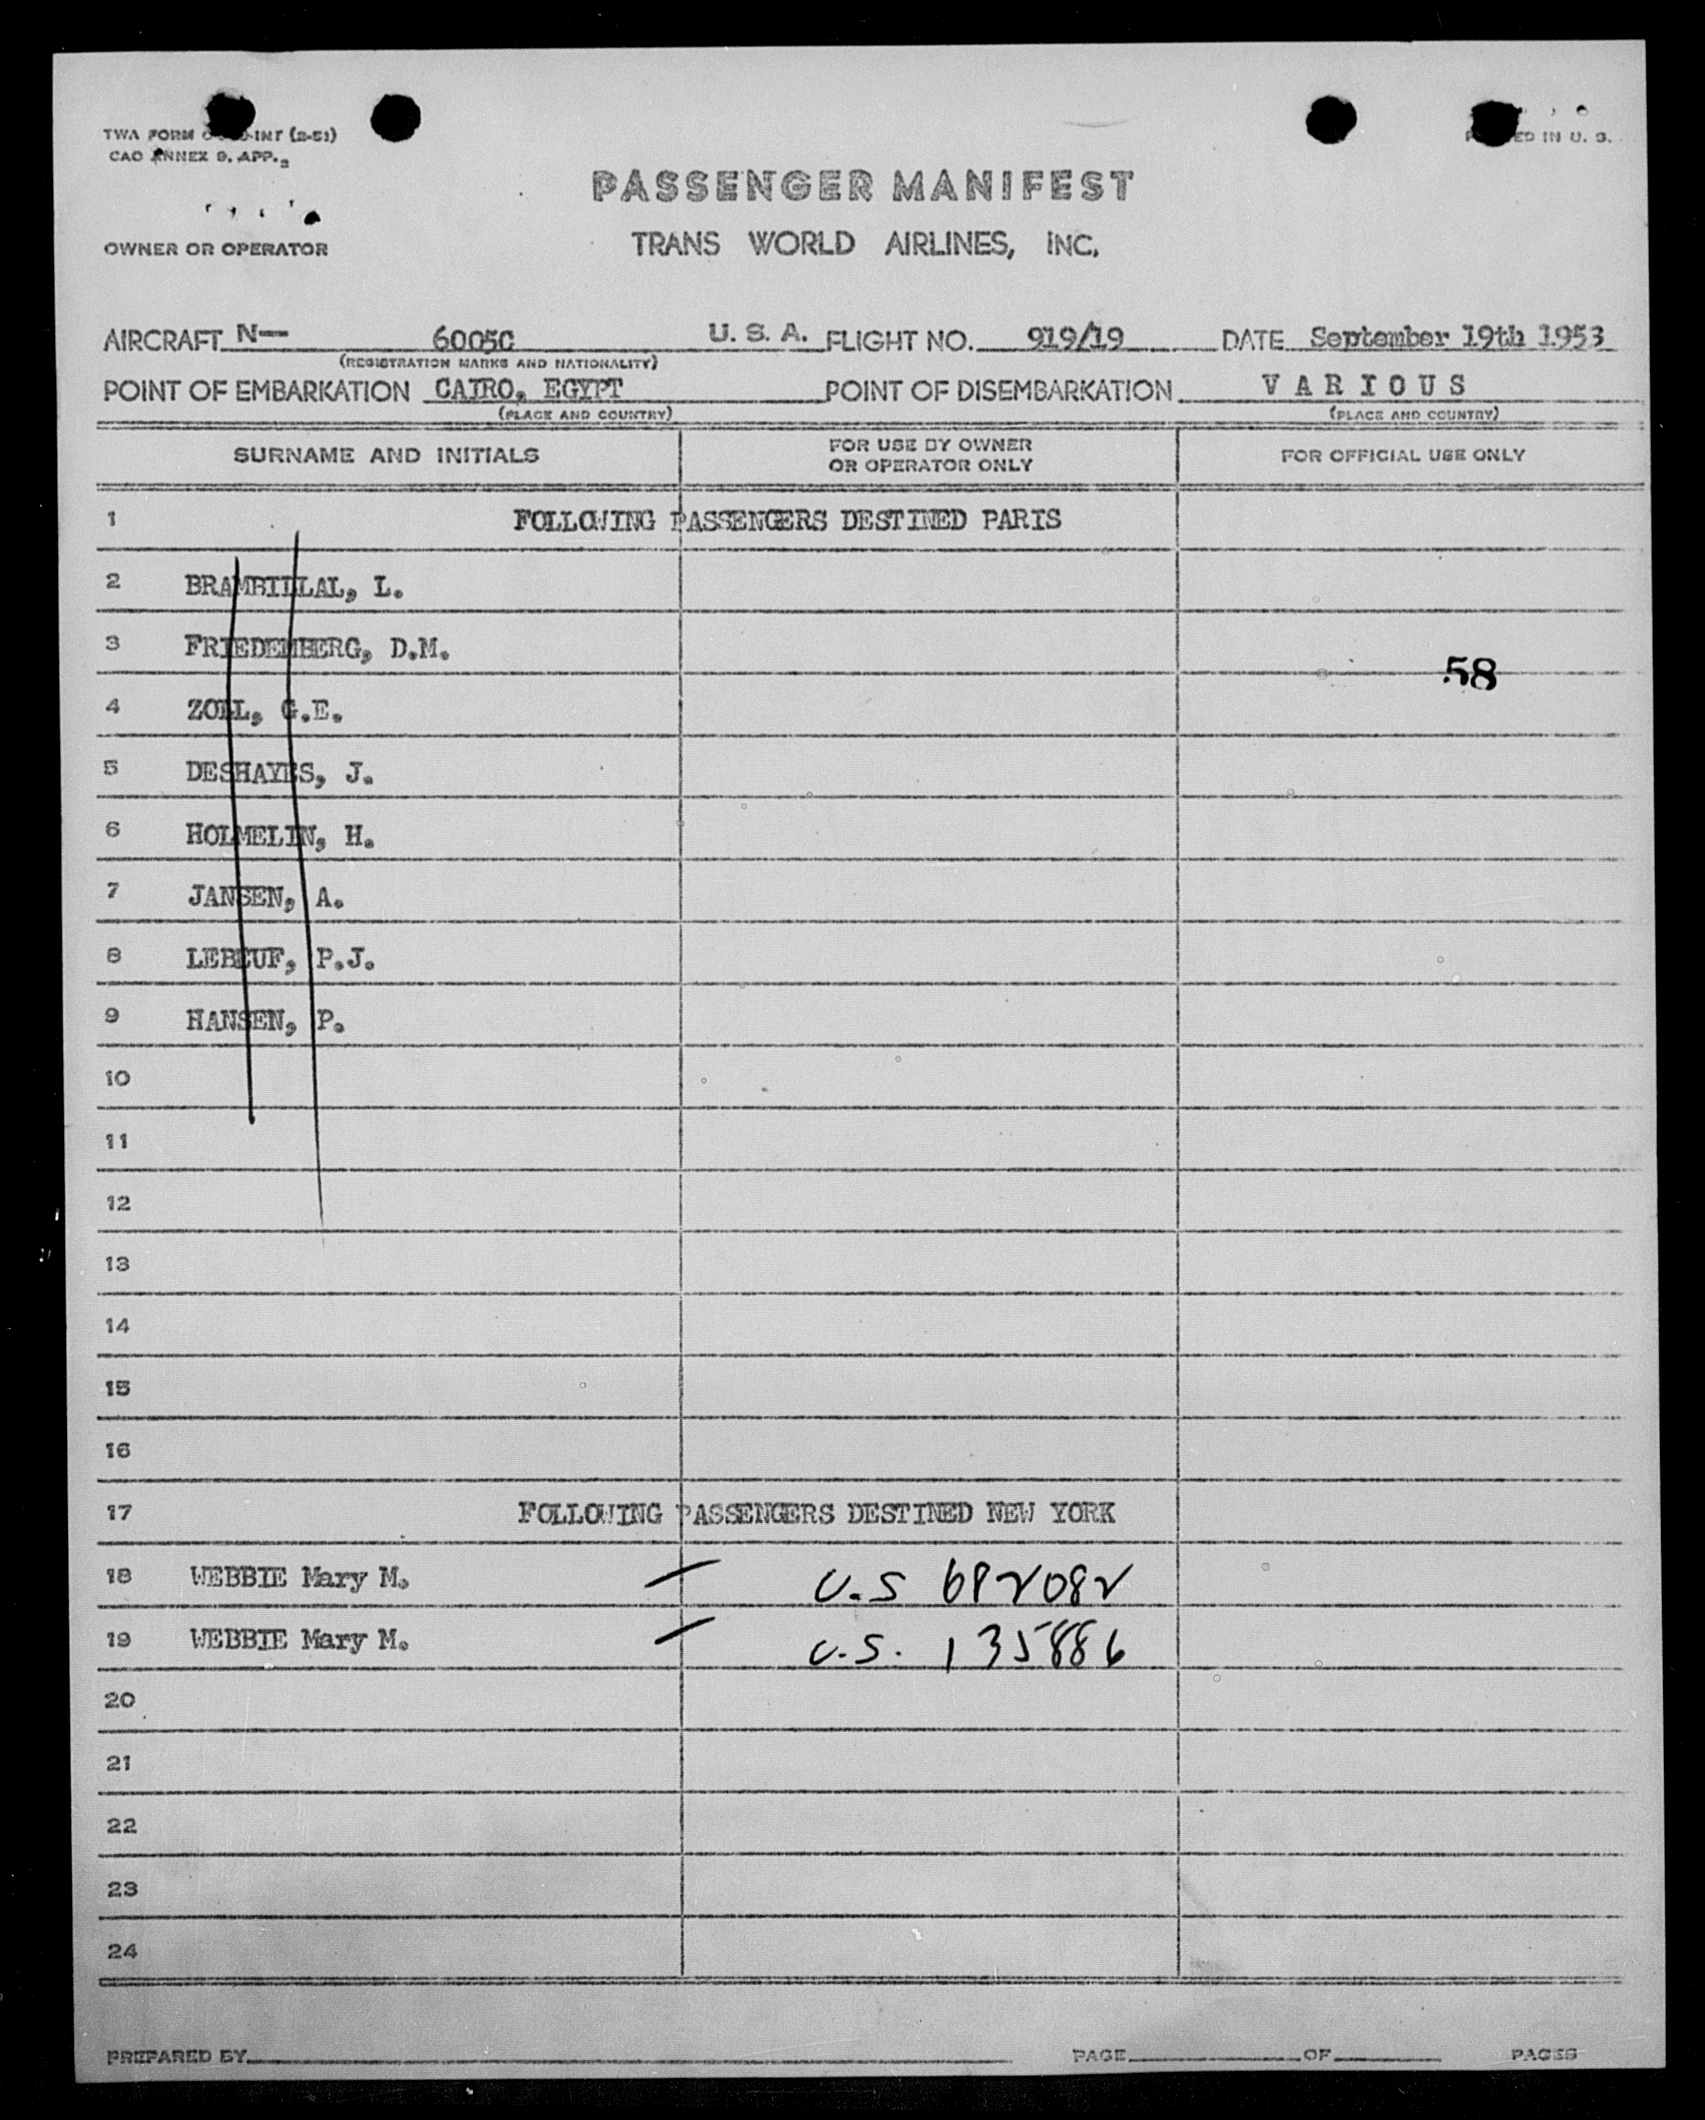 TWA FORM INT (2-51)
CAO ANNEX 9. APP. 2
PASSENGER MANIFEST
TRANS WORLD AIRLINES, INC.
OWNER OR OPERATOR
AIRCRAFT N— 6005C U. S. A. FLIGHT NO. 919/19 DATE September 19th 1953
(REGISTRATION MARKS AND NATIONALITY)
POINT OF EMBARKATION CAIRO, EGYPT POINT OF DISEMBARKATION VARIOUS
(PLACE AND COUNTRY) (PLACE AND COUNTRY)
SURNAME AND INITIALS FOR USE BY OWNER OR OPERATOR ONLY FOR OFFICIAL USE ONLY
1 FOLLOWING PASSENGERS DESTINED PARIS
2 BRAMBILLAL, L.
3 FRIEDEMBERG, D.M.
58
4 ZOLL, G.E.
5 DESHAYES, J.
6 HOLMELIN, H.
7 JANSEN, A.
8 LEBEUF, P.J.
9 HANSEN, P.
10
11
12
13
14
15
16
17 FOLLOWING PASSENGERS DESTINED NEW YORK
18 WEBBIE Mary M. — U.S 682082
19 WEBBIE Mary M. — U.S. 135886
20
21
22
23
24
PREPARED BY PAGE OF PAGES